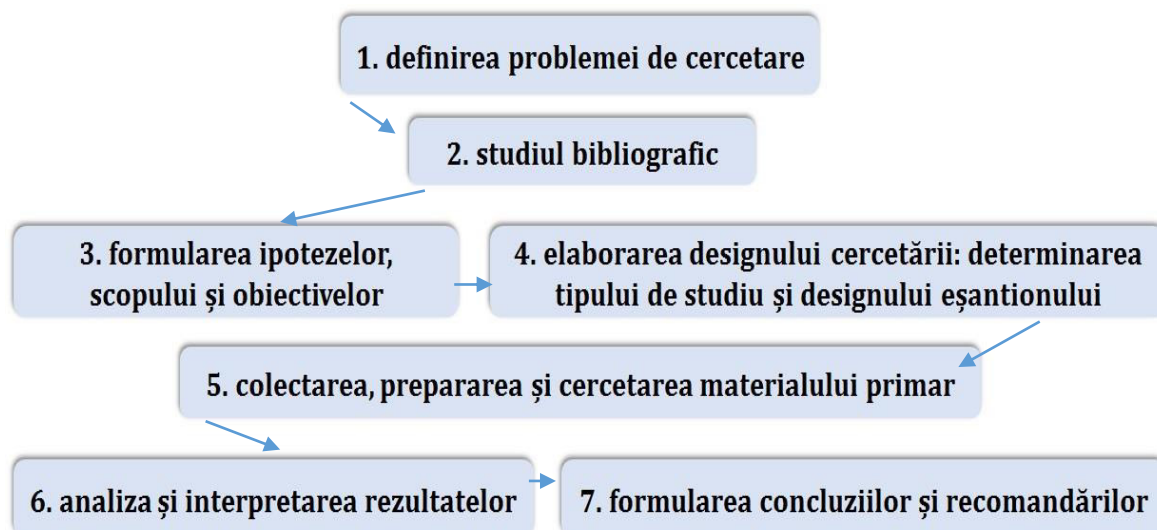 1. definirea problemei de cercetare
2. studiul bibliografic
3. formularea ipotezelor,
scopului și obiectivelor
4. elaborarea designului cercetării: determinarea
tipului de studiu și designului eșantionului
5. colectarea, prepararea și cercetarea materialului primar
6. analiza și interpretarea rezultatelor
7. formularea concluziilor și recomandărilor